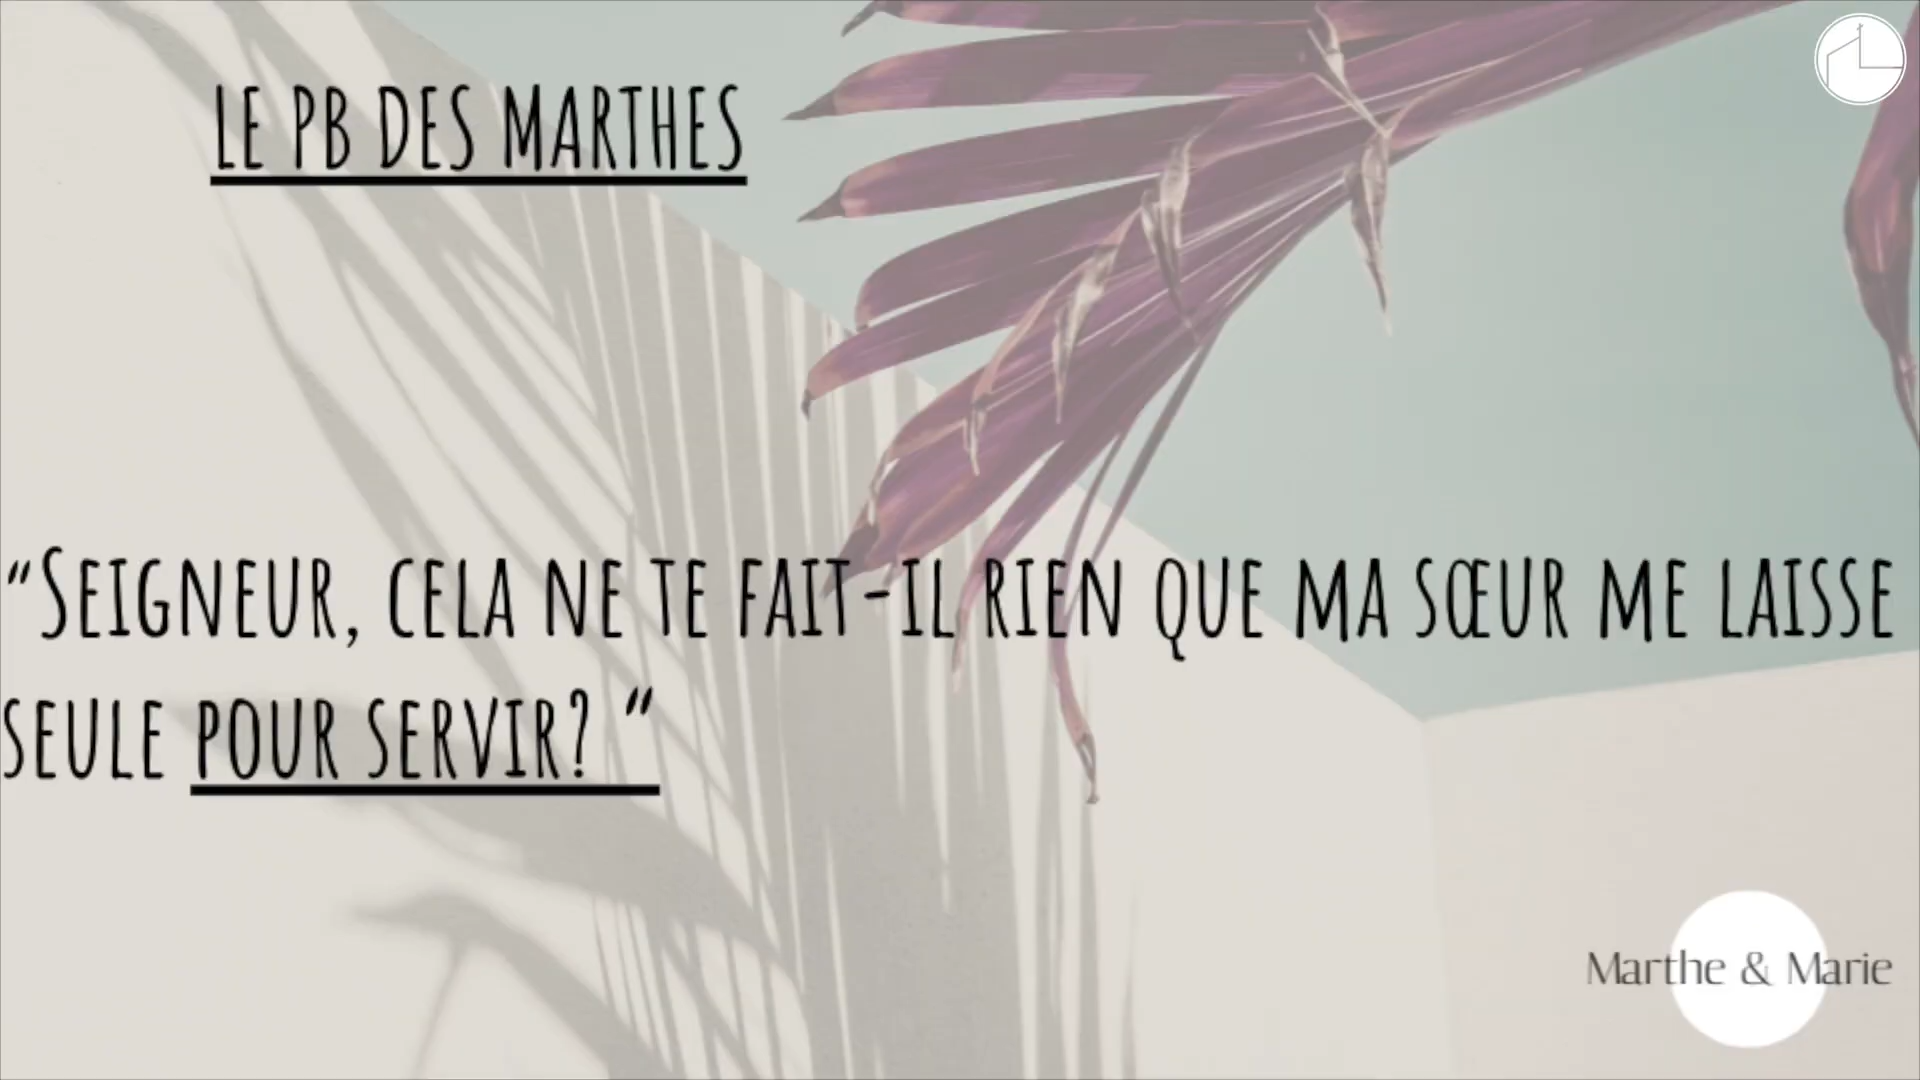 LE PB DES MARTHES
“SEIGNEUR, CELA NE TE FAIT-IL RIEN QUE MA SŒUR ME LAISSE
SEULE POUR SERVIR? “
Marthe & Marie